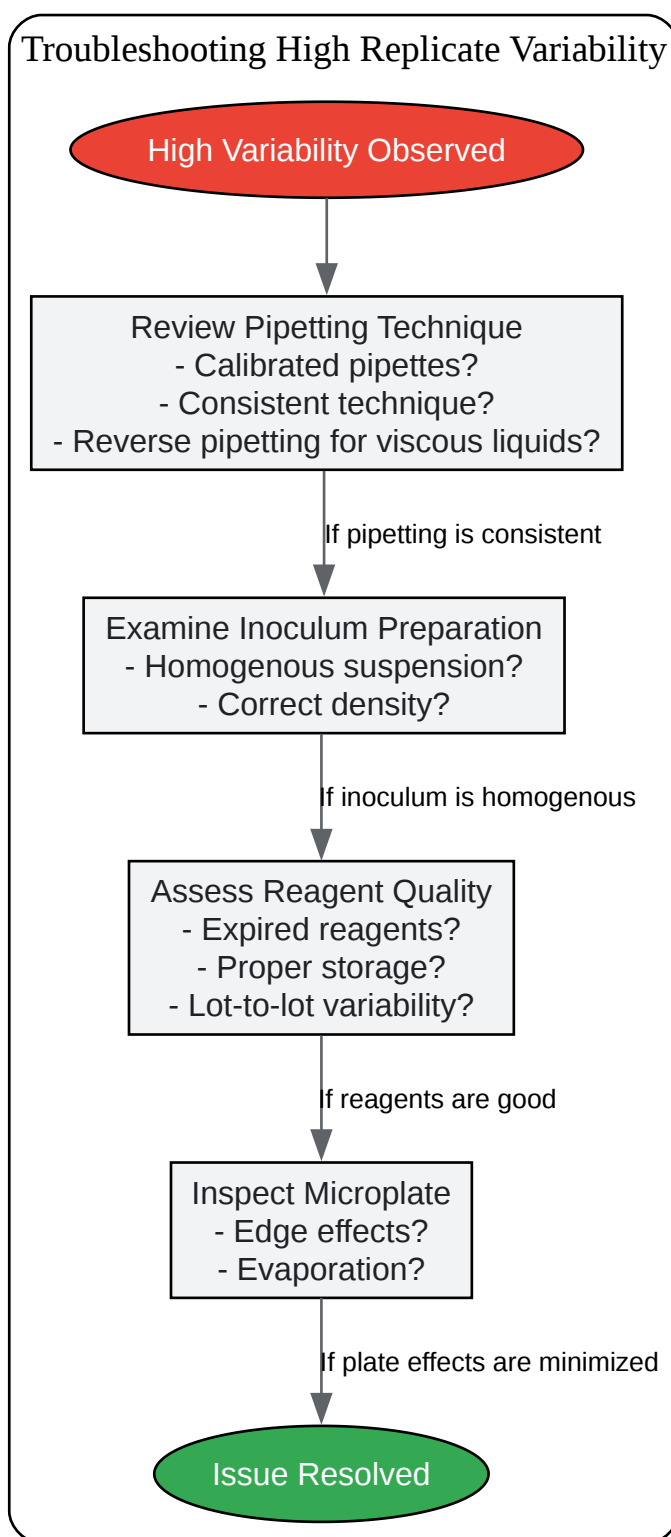 Troubleshooting High Replicate Variability
High Variability Observed
Review Pipetting Technique
- Calibrated pipettes?
- Consistent technique?
- Reverse pipetting for viscous liquids?
If pipetting is consistent
Examine Inoculum Preparation
- Homogenous suspension?
- Correct density?
If inoculum is homogenous
Assess Reagent Quality
- Expired reagents?
- Proper storage?
- Lot-to-lot variability?
If reagents are good
Inspect Microplate
- Edge effects?
- Evaporation?
If plate effects are minimized
Issue Resolved